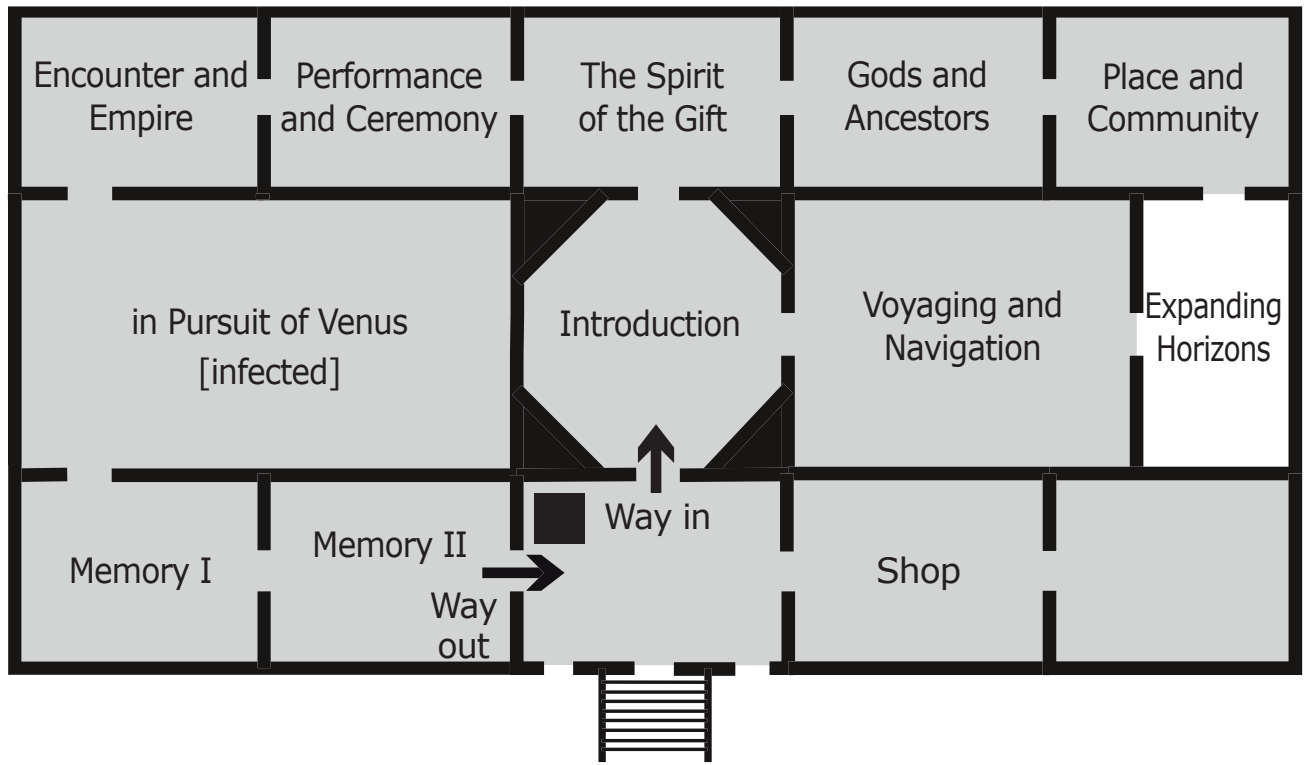 Encounter and
Empire
Performance
and Ceremony
The Spirit
of the Gift
Gods and
Ancestors
Place and
Community
in Pursuit of Venus
[infected]
Introduction
Voyaging and
Navigation
Expanding
Horizons
Memory I
Memory II
Way
out
Way in
Shop